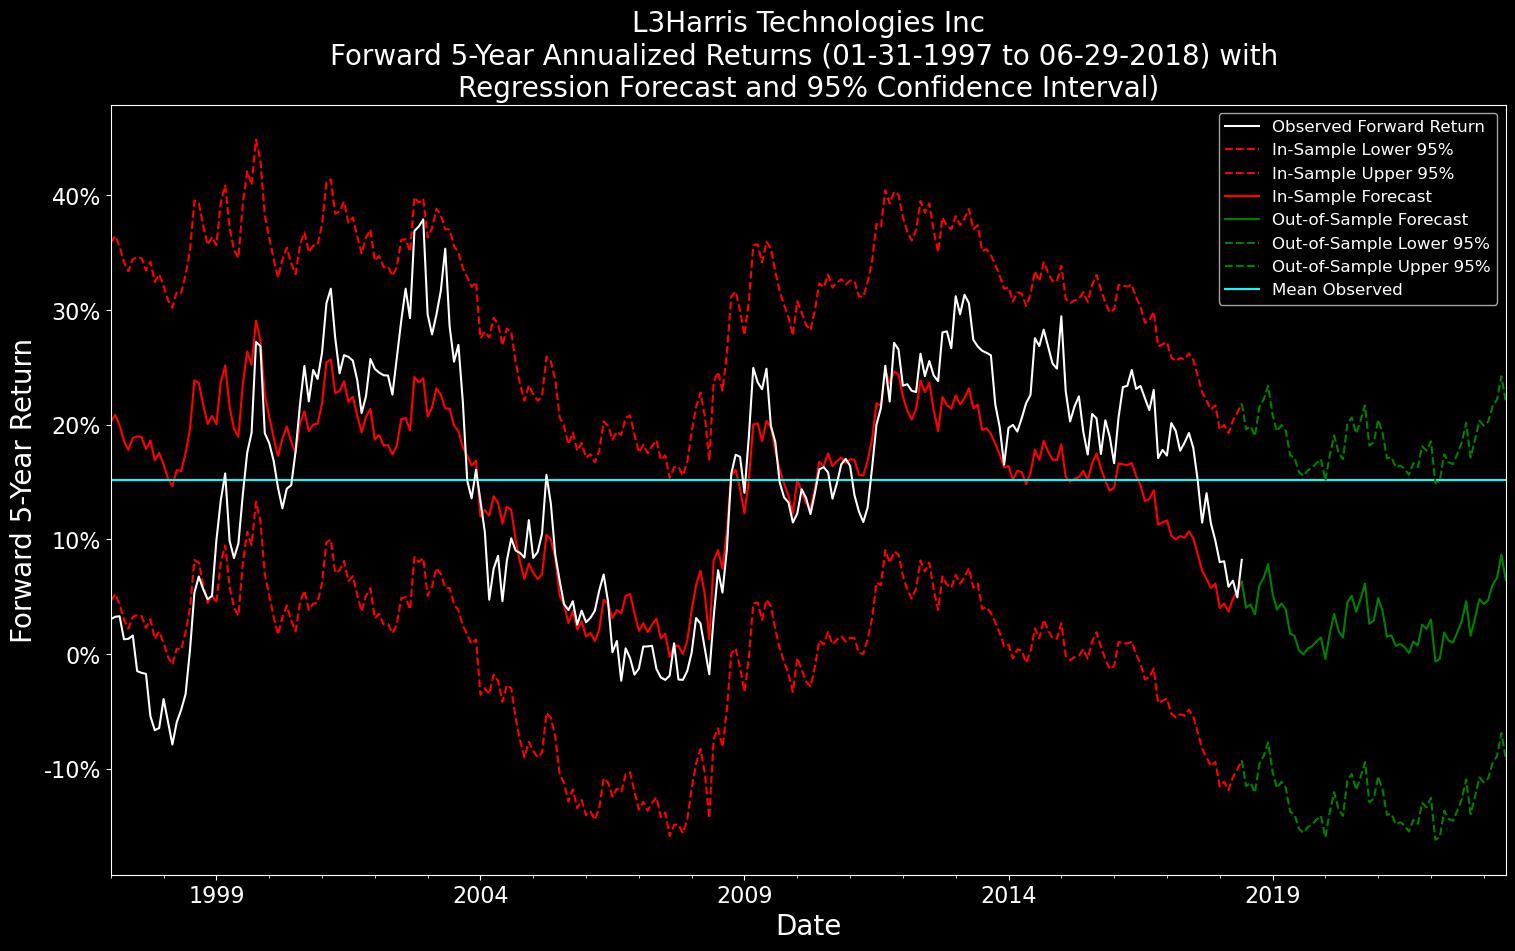 L3Harris Technologies Inc
Forward 5-Year Annualized Returns (01-31-1997 to 06-29-2018) with
Regression Forecast and 95% Confidence Interval)
Observed Forward Return
In-Sample Lower 95%
In-Sample Upper 95%
In-Sample Forecast
Out-of-Sample Forecast
Out-of-Sample Lower 95%
Out-of-Sample Upper 95%
Mean Observed
Forward 5-Year Return
40%
30%
20%
10%
0%
-10%
1999
2004
2009
2014
2019
Date